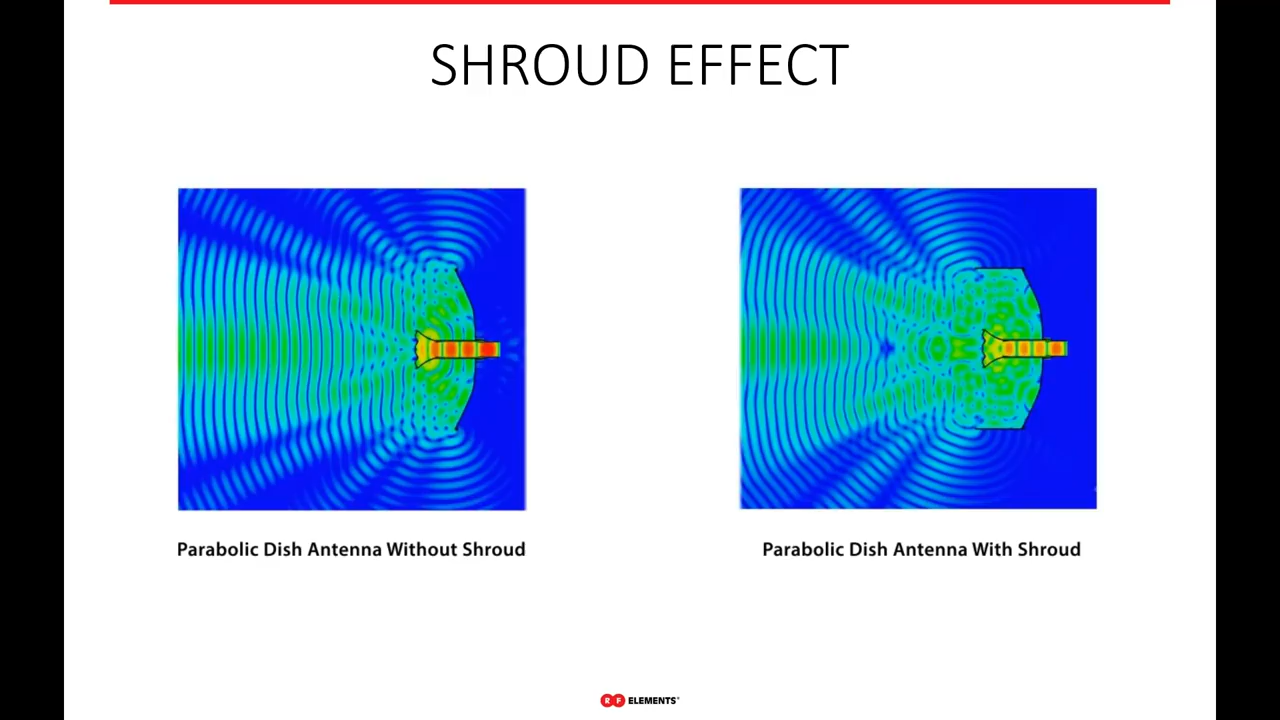 SHROUD EFFECT
Parabolic Dish Antenna Without Shroud
Parabolic Dish Antenna With Shroud
RF ELEMENTS